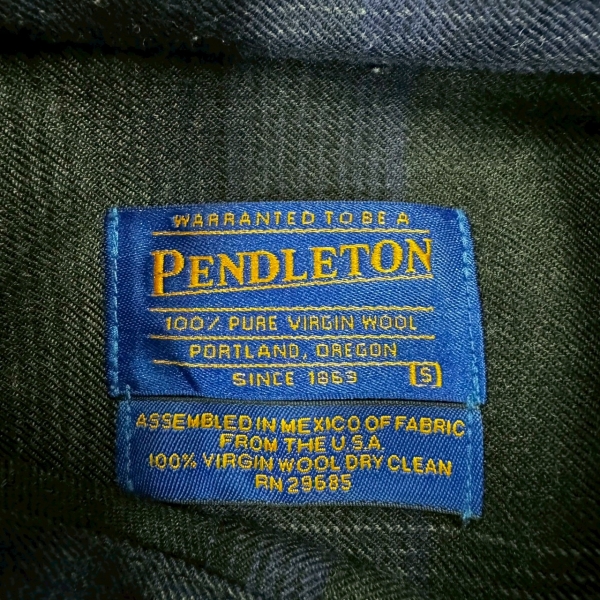 WARRANTED TO BE A
PENDLETON
100% PURE VIRGIN WOOL
PORTLAND, OREGON
SINCE 1863 S
ASSEMBLED IN MEXICO OF FABRIC
FROM THE U.S.A.
100% VIRGIN WOOL DRY CLEAN
RN 29685